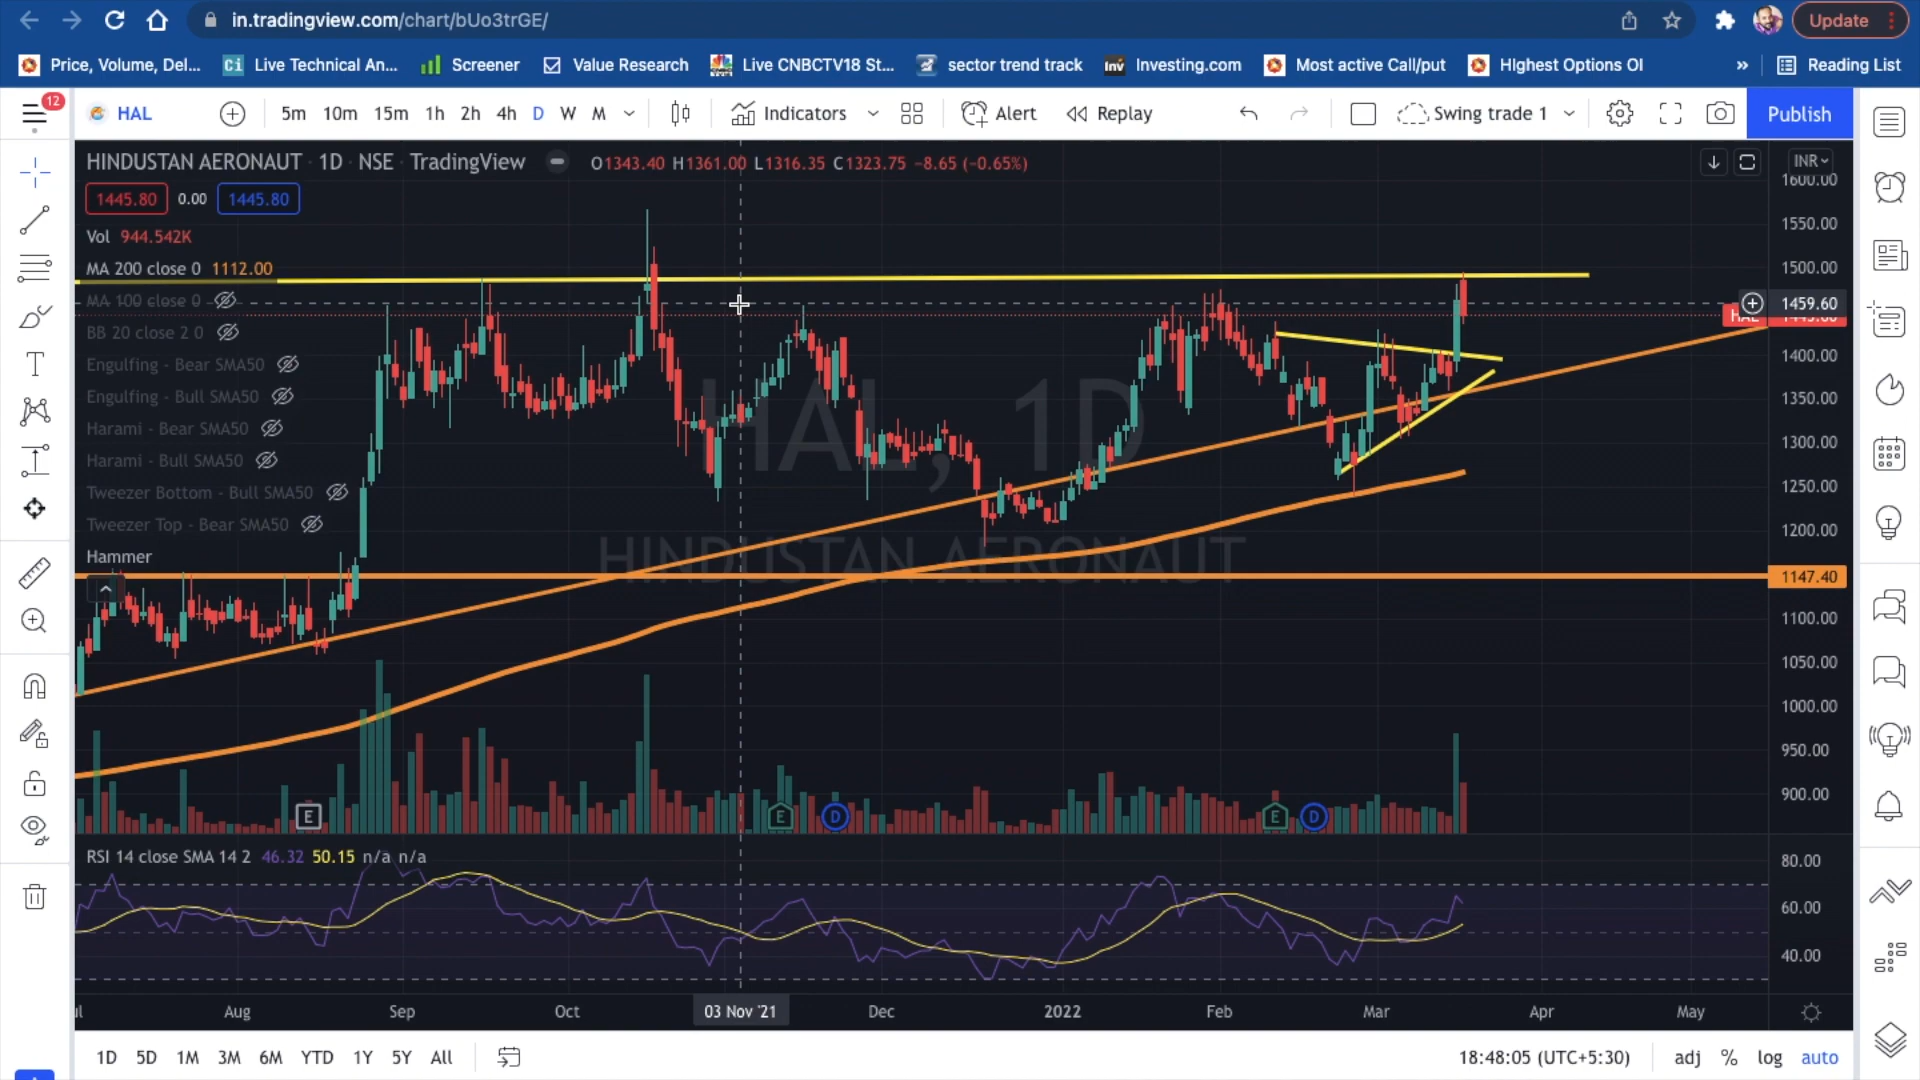 in.tradingview.com/chart/bUo3trGE/
Update
Price, Volume, Del...
Live Technical An...
Screener
Value Research
Live CNBCTV18 St...
sector trend track
Investing.com
Most active Call/put
HIghest Options OI
»
Reading List
12
HAL
5m 10m 15m 1h 2h 4h D W M
Indicators
Alert
Replay
Swing trade 1
Publish
HINDUSTAN AERONAUT · 1D · NSE · TradingView
O1343.40 H1361.00 L1316.35 C1323.75 −8.65 (−0.65%)
INR
1445.80 0.00 1445.80
Vol 944.542K
MA 200 close 0 1112.00
MA 100 close 0
BB 20 close 2 0
Engulfing - Bear SMA50
Engulfing - Bull SMA50
Harami - Bear SMA50
Harami - Bull SMA50
Tweezer Bottom - Bull SMA50
Tweezer Top - Bear SMA50
Hammer
HAL, 1D
HINDUSTAN AERONAUT
1600.00
1550.00
1500.00
1459.60
HAL 1445.80
1400.00
1350.00
1300.00
1250.00
1200.00
1147.40
1100.00
1050.00
1000.00
950.00
900.00
E E D E D
RSI 14 close SMA 14 2 46.32 50.15 n/a n/a
80.00
60.00
40.00
Aug Sep Oct 03 Nov '21 Dec 2022 Feb Mar Apr May
1D 5D 1M 3M 6M YTD 1Y 5Y All
18:48:05 (UTC+5:30)
adj % log auto